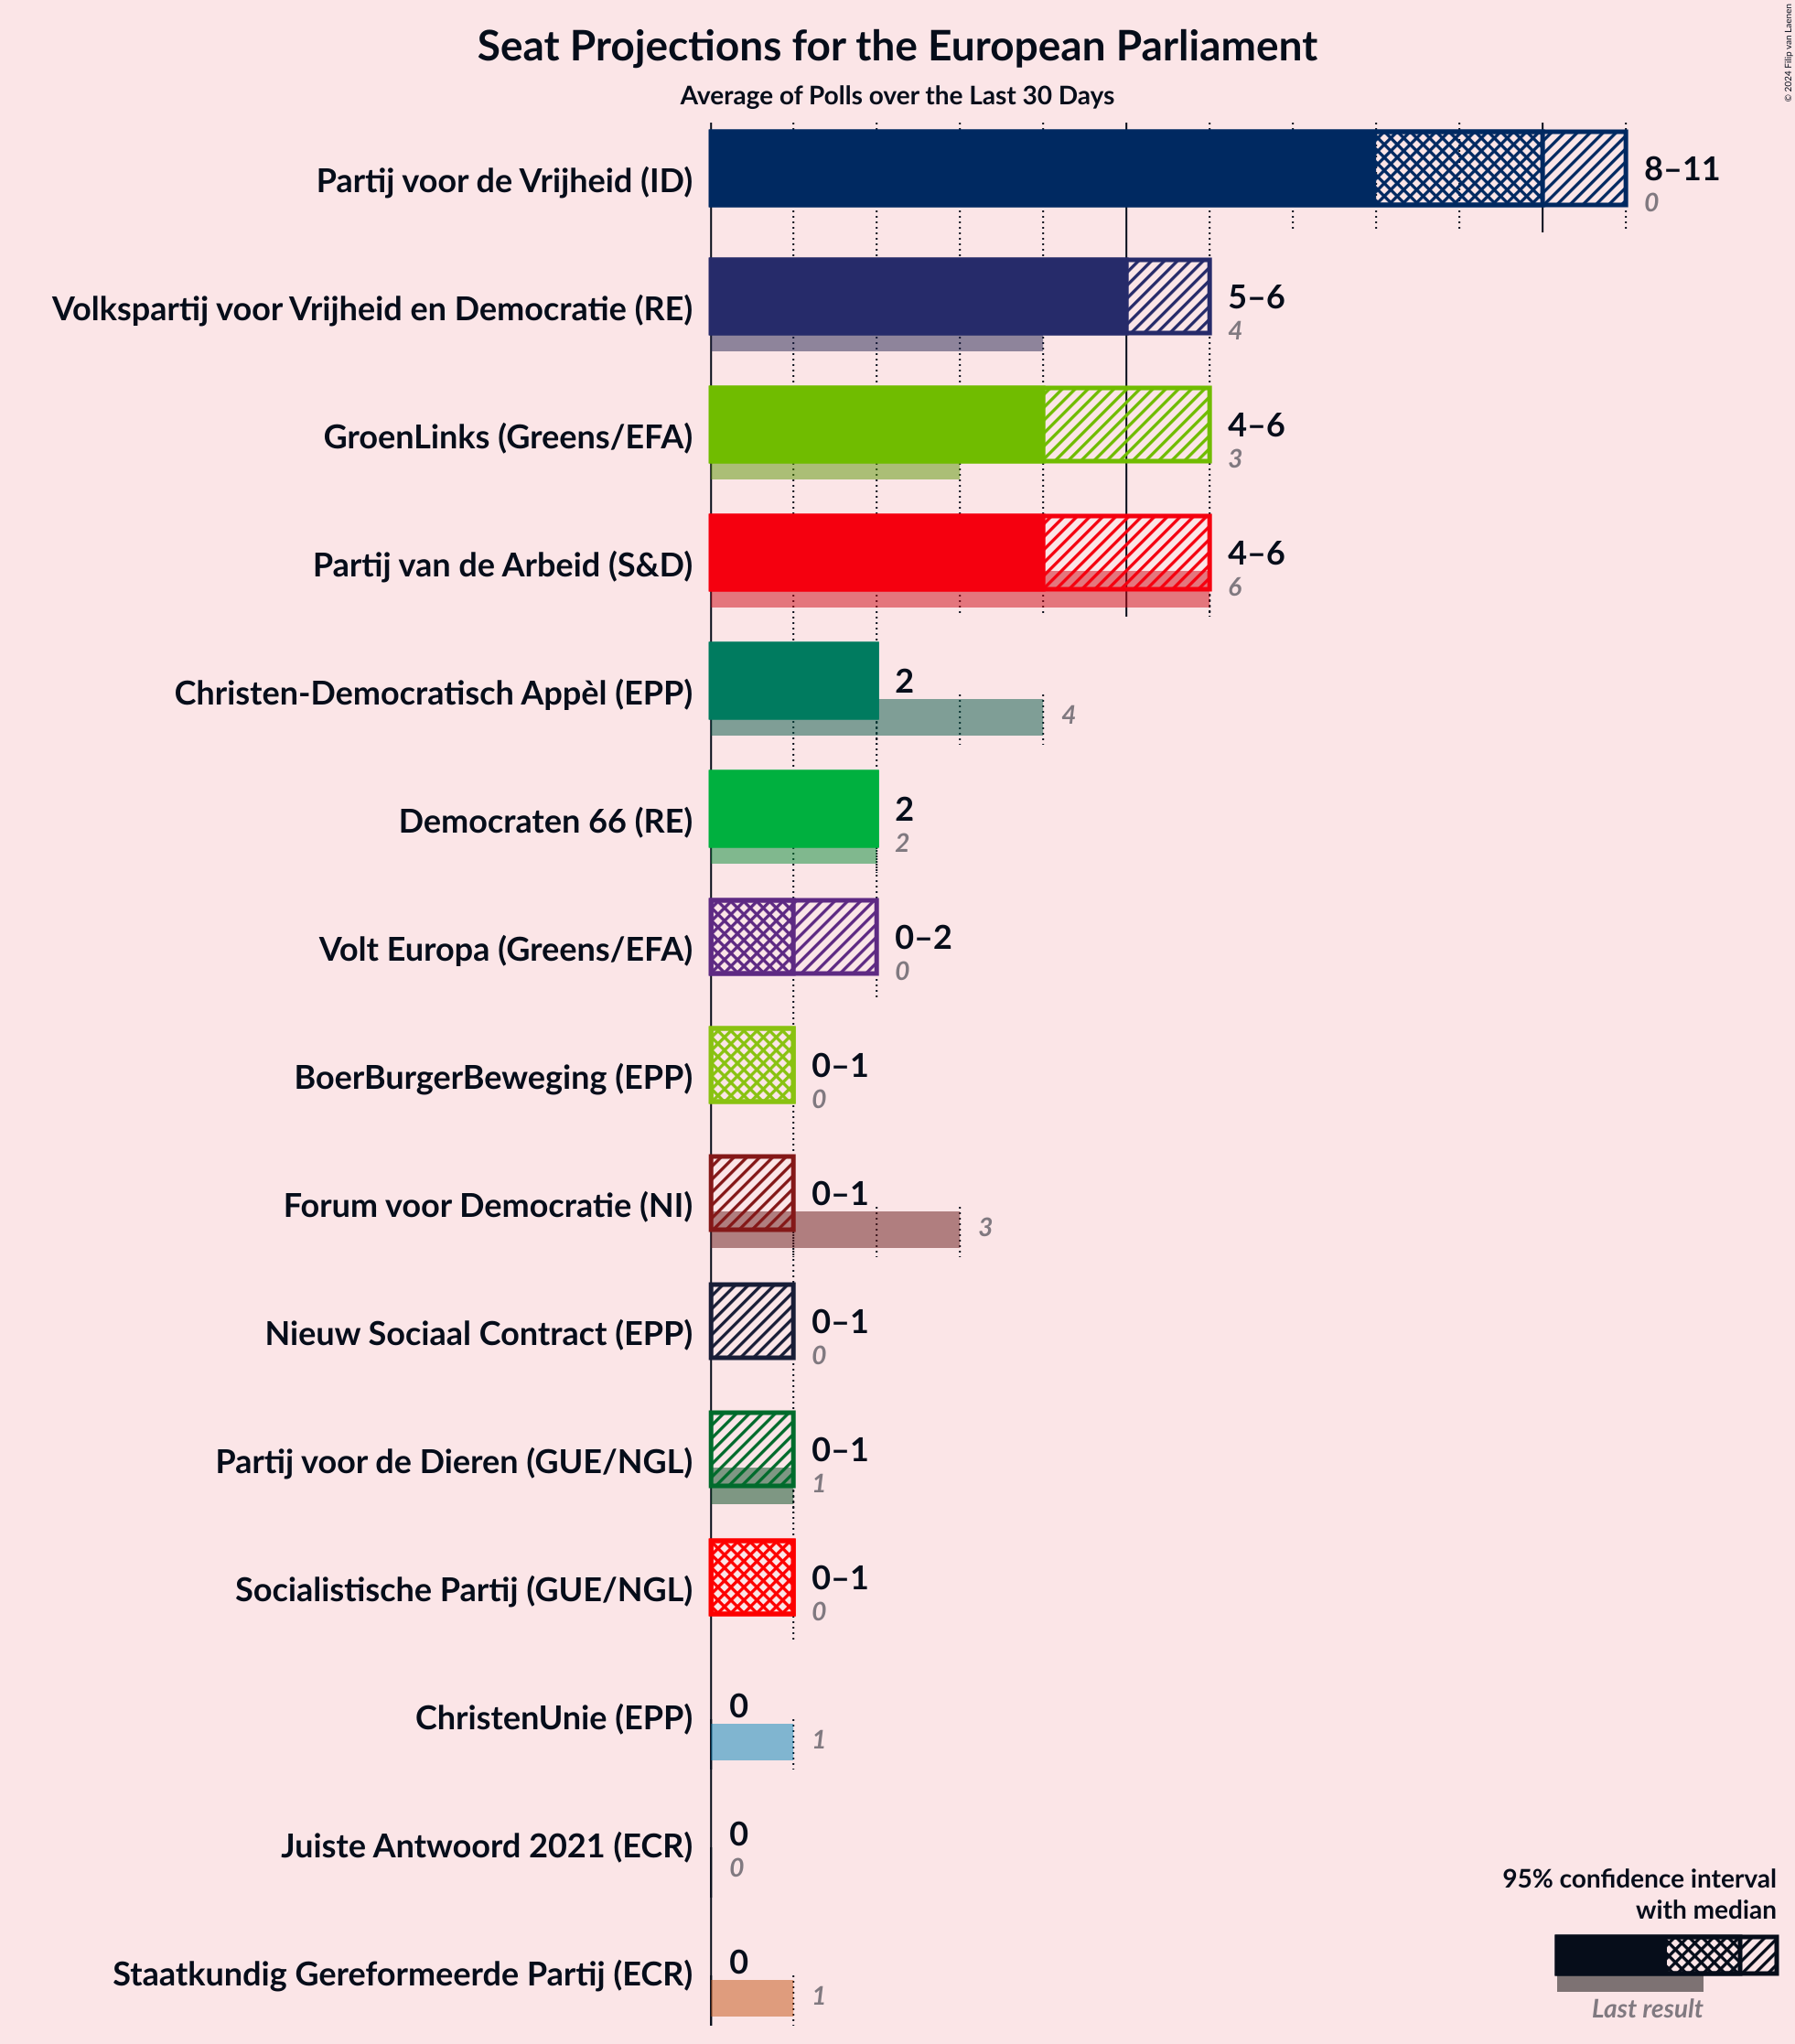 © 2024 Filip van Laenen
Seat Projections for the European Parliament
Average of Polls over the Last 30 Days
Partij voor de Vrijheid (ID)
8–11
0
Volkspartij voor Vrijheid en Democratie (RE)
5–6
4
GroenLinks (Greens/EFA)
4–6
3
Partij van de Arbeid (S&D)
4–6
6
Christen-Democratisch Appèl (EPP)
2
4
Democraten 66 (RE)
2
2
Volt Europa (Greens/EFA)
0–2
0
BoerBurgerBeweging (EPP)
0–1
0
Forum voor Democratie (NI)
0–1
3
Nieuw Sociaal Contract (EPP)
0–1
0
Partij voor de Dieren (GUE/NGL)
0–1
1
Socialistische Partij (GUE/NGL)
0–1
0
ChristenUnie (EPP)
0
1
Juiste Antwoord 2021 (ECR)
0
0
Staatkundig Gereformeerde Partij (ECR)
0
1
95% confidence interval
with median
Last result